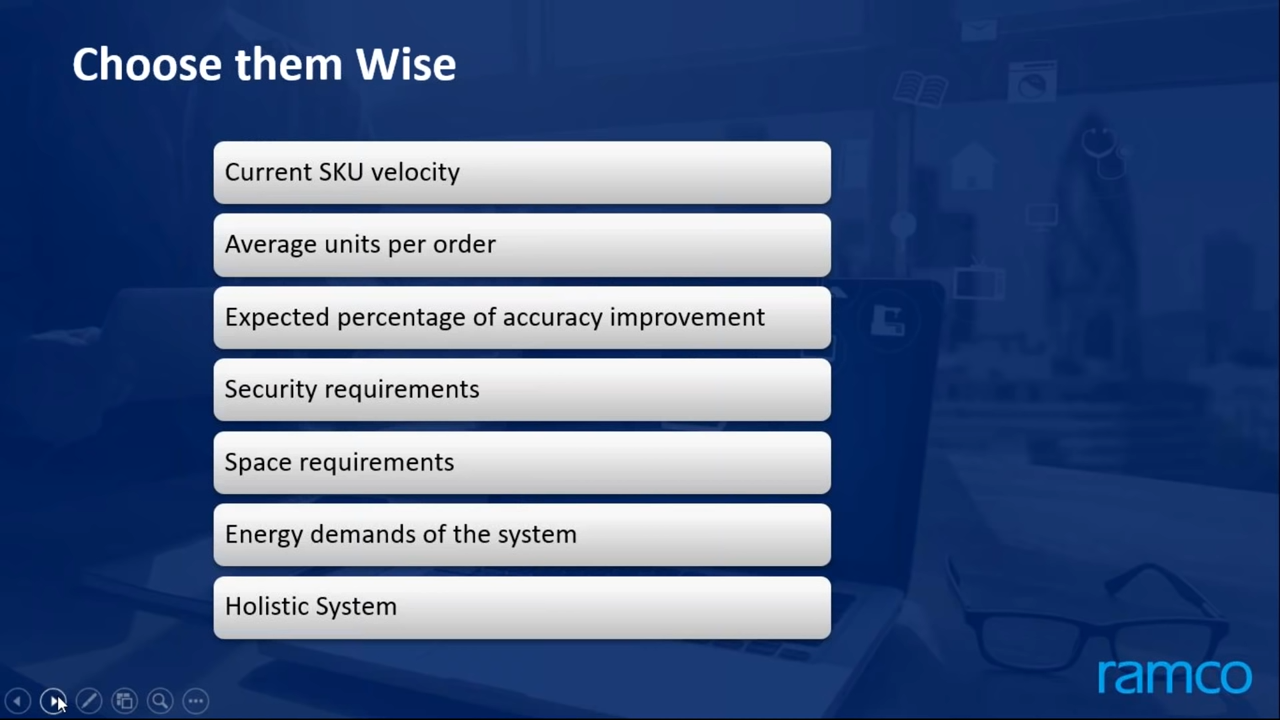 Choose them Wise
Current SKU velocity
Average units per order
Expected percentage of accuracy improvement
Security requirements
Space requirements
Energy demands of the system
Holistic System
ramco